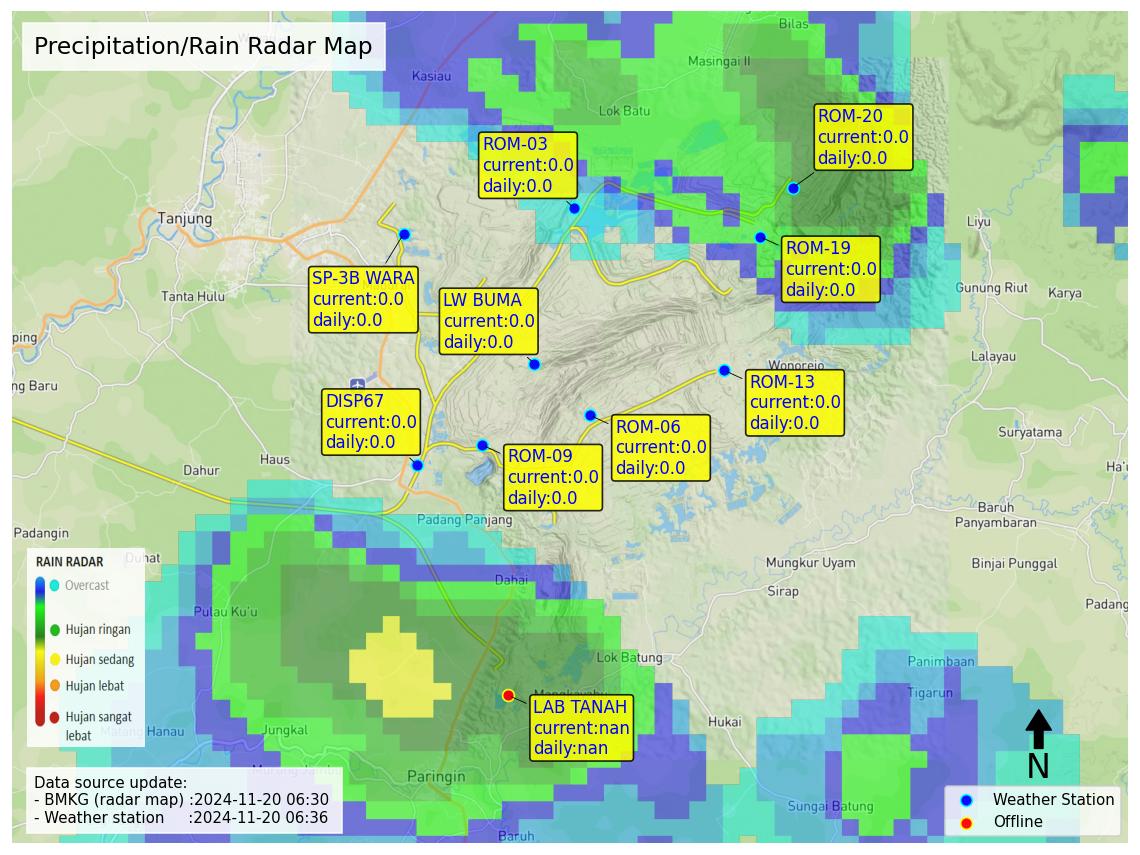 Precipitation/Rain Radar Map
Bilas
Kasiau
Masingai II
Lok Batu
ROM-20
current:0.0
daily:0.0
ROM-03
current:0.0
daily:0.0
Tanjung
Liyu
ROM-19
current:0.0
daily:0.0
SP-3B WARA
current:0.0
daily:0.0
LW BUMA
current:0.0
daily:0.0
Tanta Hulu
Gunung Riut
Karya
ping
Lalayau
Wonorejo
ng Baru
ROM-13
current:0.0
daily:0.0
DISP67
current:0.0
daily:0.0
ROM-06
current:0.0
daily:0.0
Suryatama
ROM-09
current:0.0
daily:0.0
Haus
Dahur
Ha'u
Baruh
Panyambaran
Padang Panjang
Padangin
Duhat
Mungkur Uyam
Binjai Punggal
RAIN RADAR
Overcast
Hujan ringan
Hujan sedang
Hujan lebat
Hujan sangat
lebat
Dahai
Sirap
Padang
Pulau Ku'u
Lok Batung
Panimbaan
Tigarun
LAB TANAH
current:nan
daily:nan
Hukai
Matang Hanau
Jungkal
Paringin
N
Data source update:
- BMKG (radar map) :2024-11-20 06:30
- Weather station :2024-11-20 06:36
Sungai Batung
Baruh
Weather Station
Offline